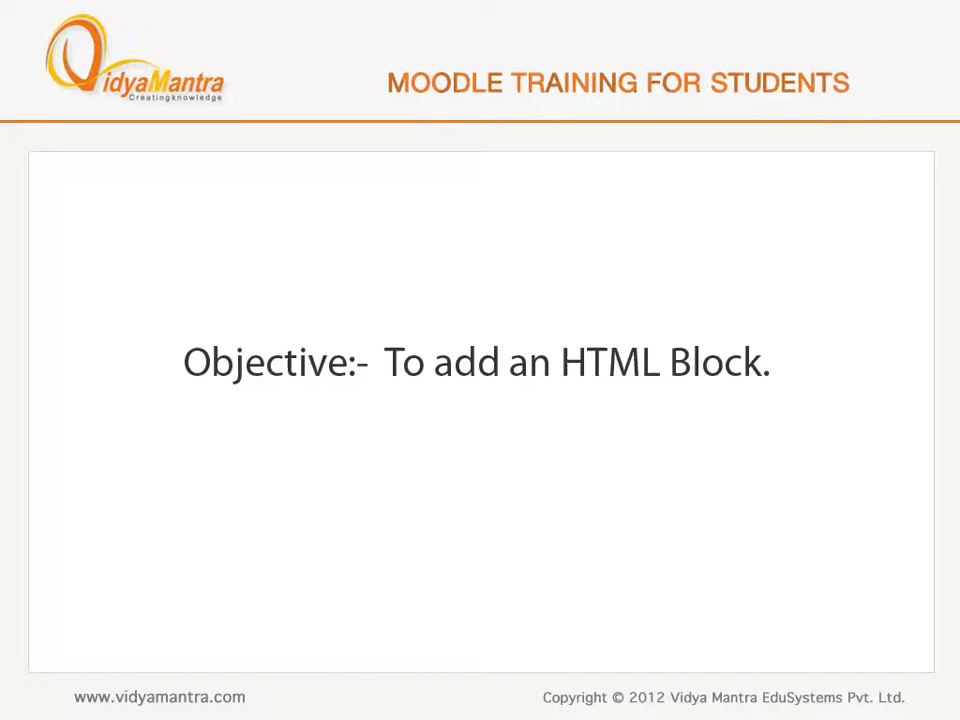 VidyaMantra
Creatingknowledge
MOODLE TRAINING FOR STUDENTS
Objective:- To add an HTML Block.
www.vidyamantra.com
Copyright © 2012 Vidya Mantra EduSystems Pvt. Ltd.